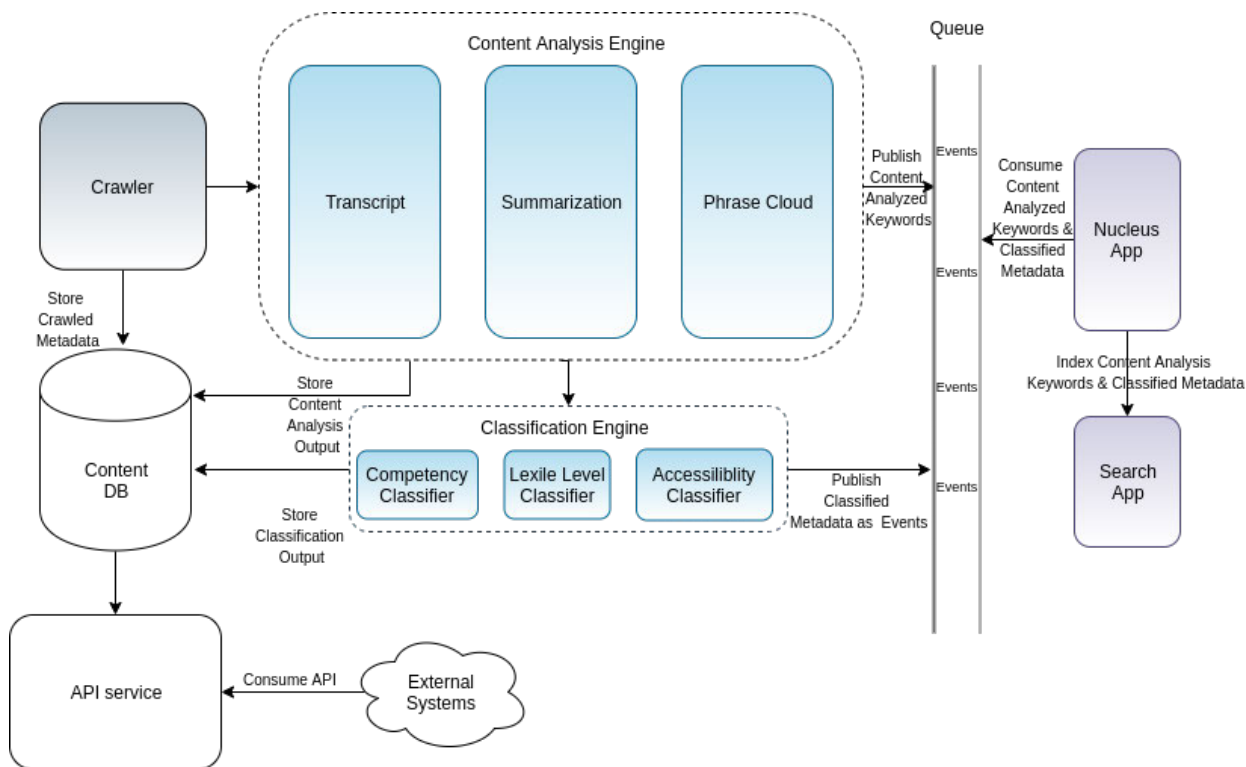 Content Analysis Engine
Queue
Crawler
Transcript
Summarization
Phrase Cloud
Publish
Content
Analyzed
Keywords
Events
Events
Events
Events
Consume
Content
Analyzed
Keywords &
Classified
Metadata
Nucleus
App
Store
Crawled
Metadata
Index Content Analysis
Keywords & Classified Metadata
Store
Content
Analysis
Output
Classification Engine
Competency
Classifier
Lexile Level
Classifier
Accessiliblity
Classifier
Content
DB
Search
App
Publish
Classified
Metadata as Events
Store
Classification
Output
API service
Consume API
External
Systems